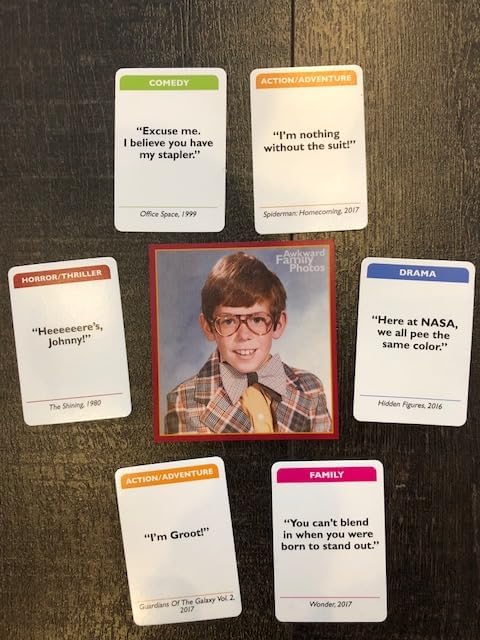 COMEDY
“Excuse me.
I believe you have
my stapler.”
Office Space, 1999
ACTION/ADVENTURE
“I’m nothing
without the suit!”
Spiderman: Homecoming, 2017
HORROR/THRILLER
“Heeeeeere’s,
Johnny!”
The Shining, 1980
Awkward
Family
Photos
DRAMA
“Here at NASA,
we all pee the
same color.”
Hidden Figures, 2016
ACTION/ADVENTURE
“I’m Groot!”
Guardians Of The Galaxy Vol. 2,
2017
FAMILY
“You can’t blend
in when you were
born to stand out.”
Wonder, 2017